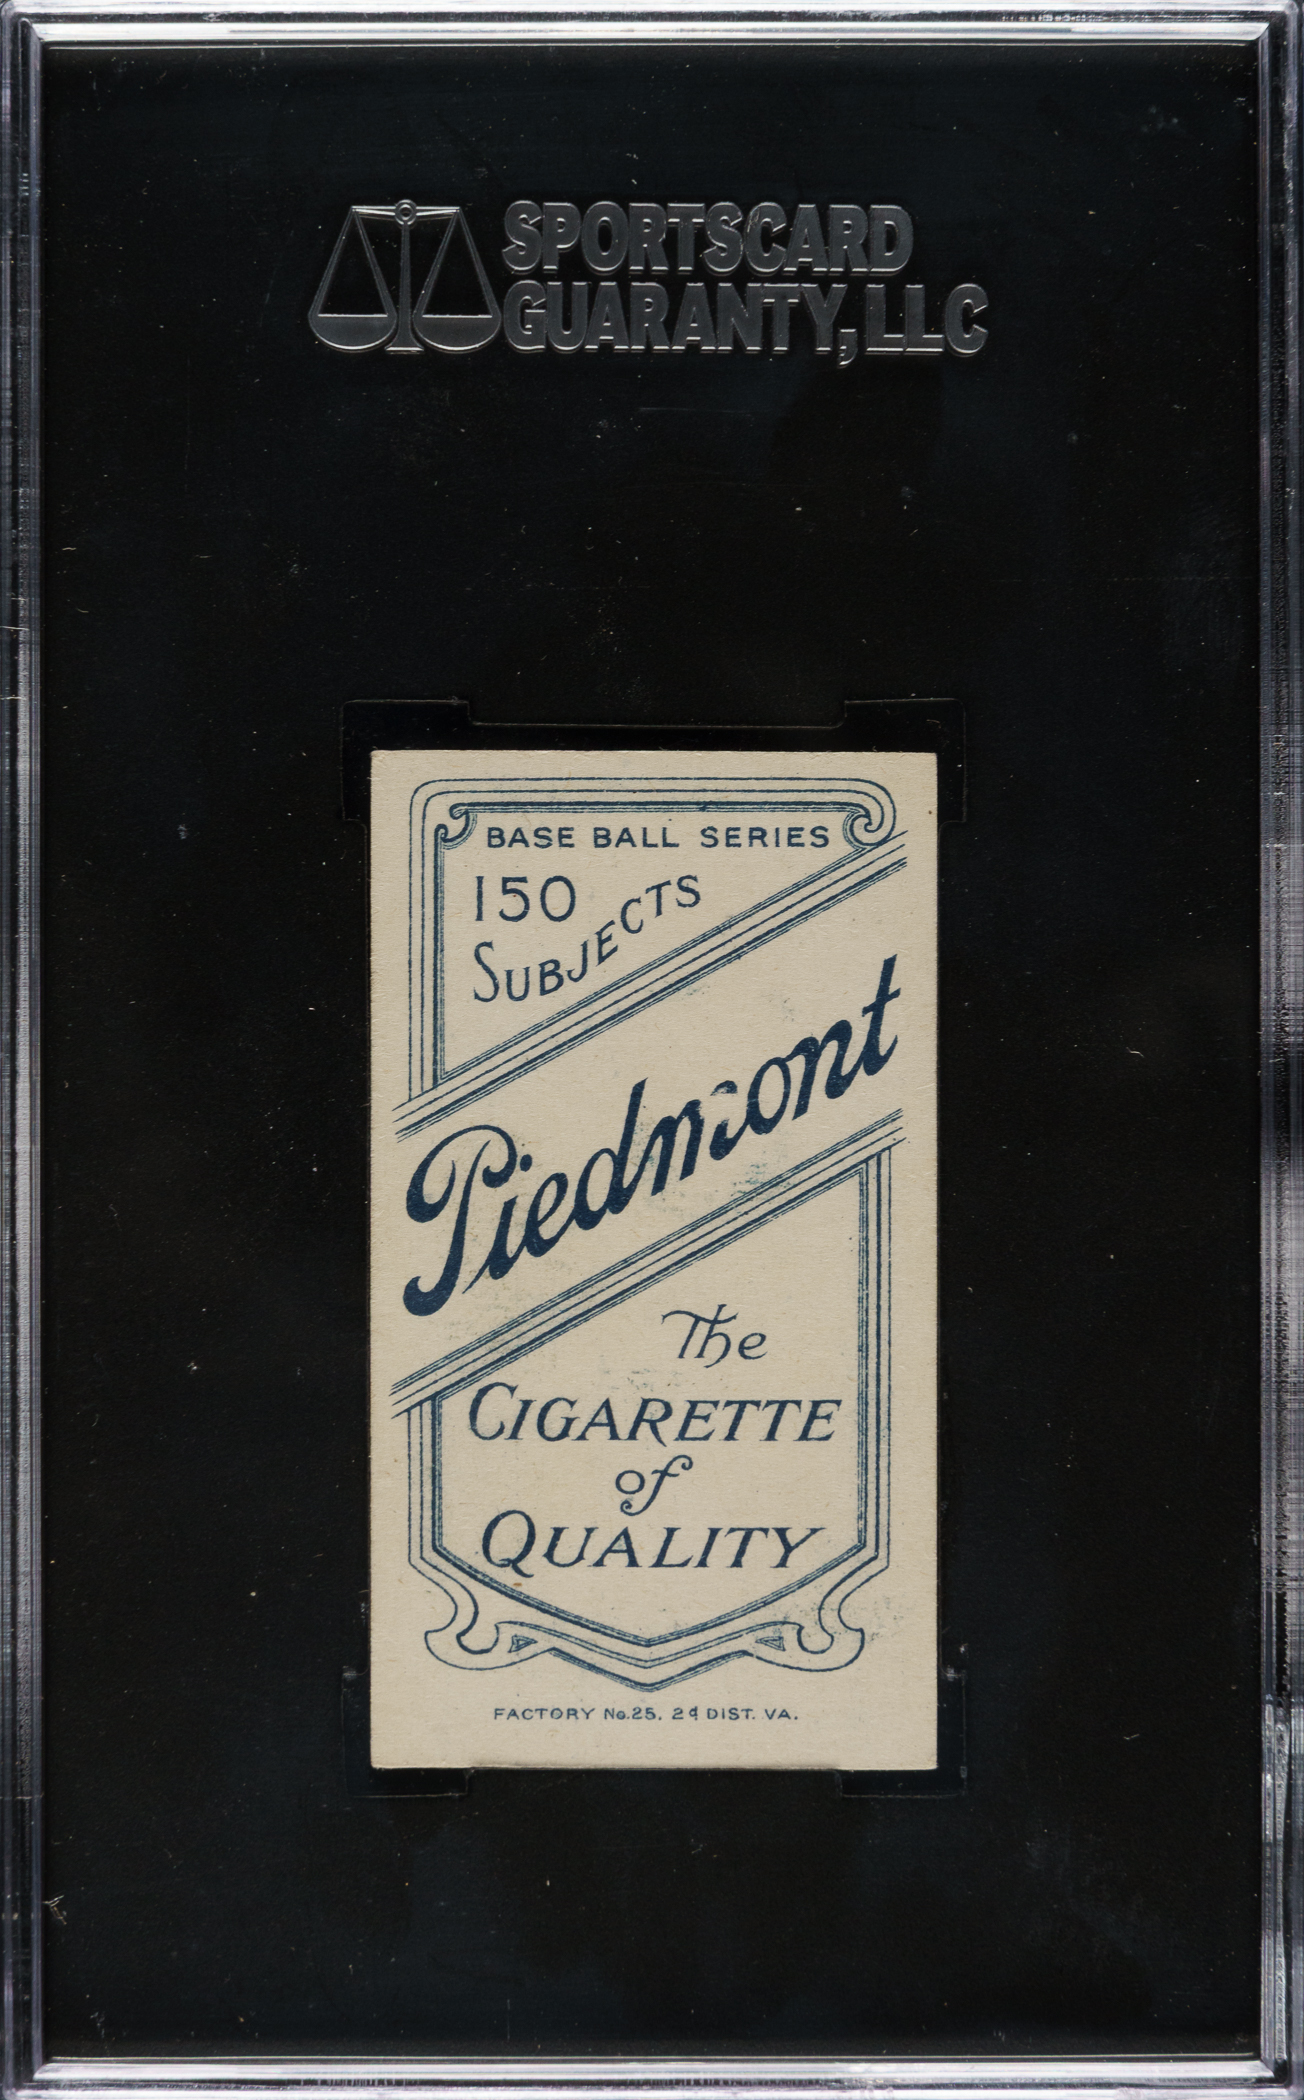 SPORTSCARD
GUARANTY, LLC
BASE BALL SERIES
150
SUBJECTS
Piedmont
The
CIGARETTE
of
QUALITY
FACTORY No. 25. 2d DIST. VA.